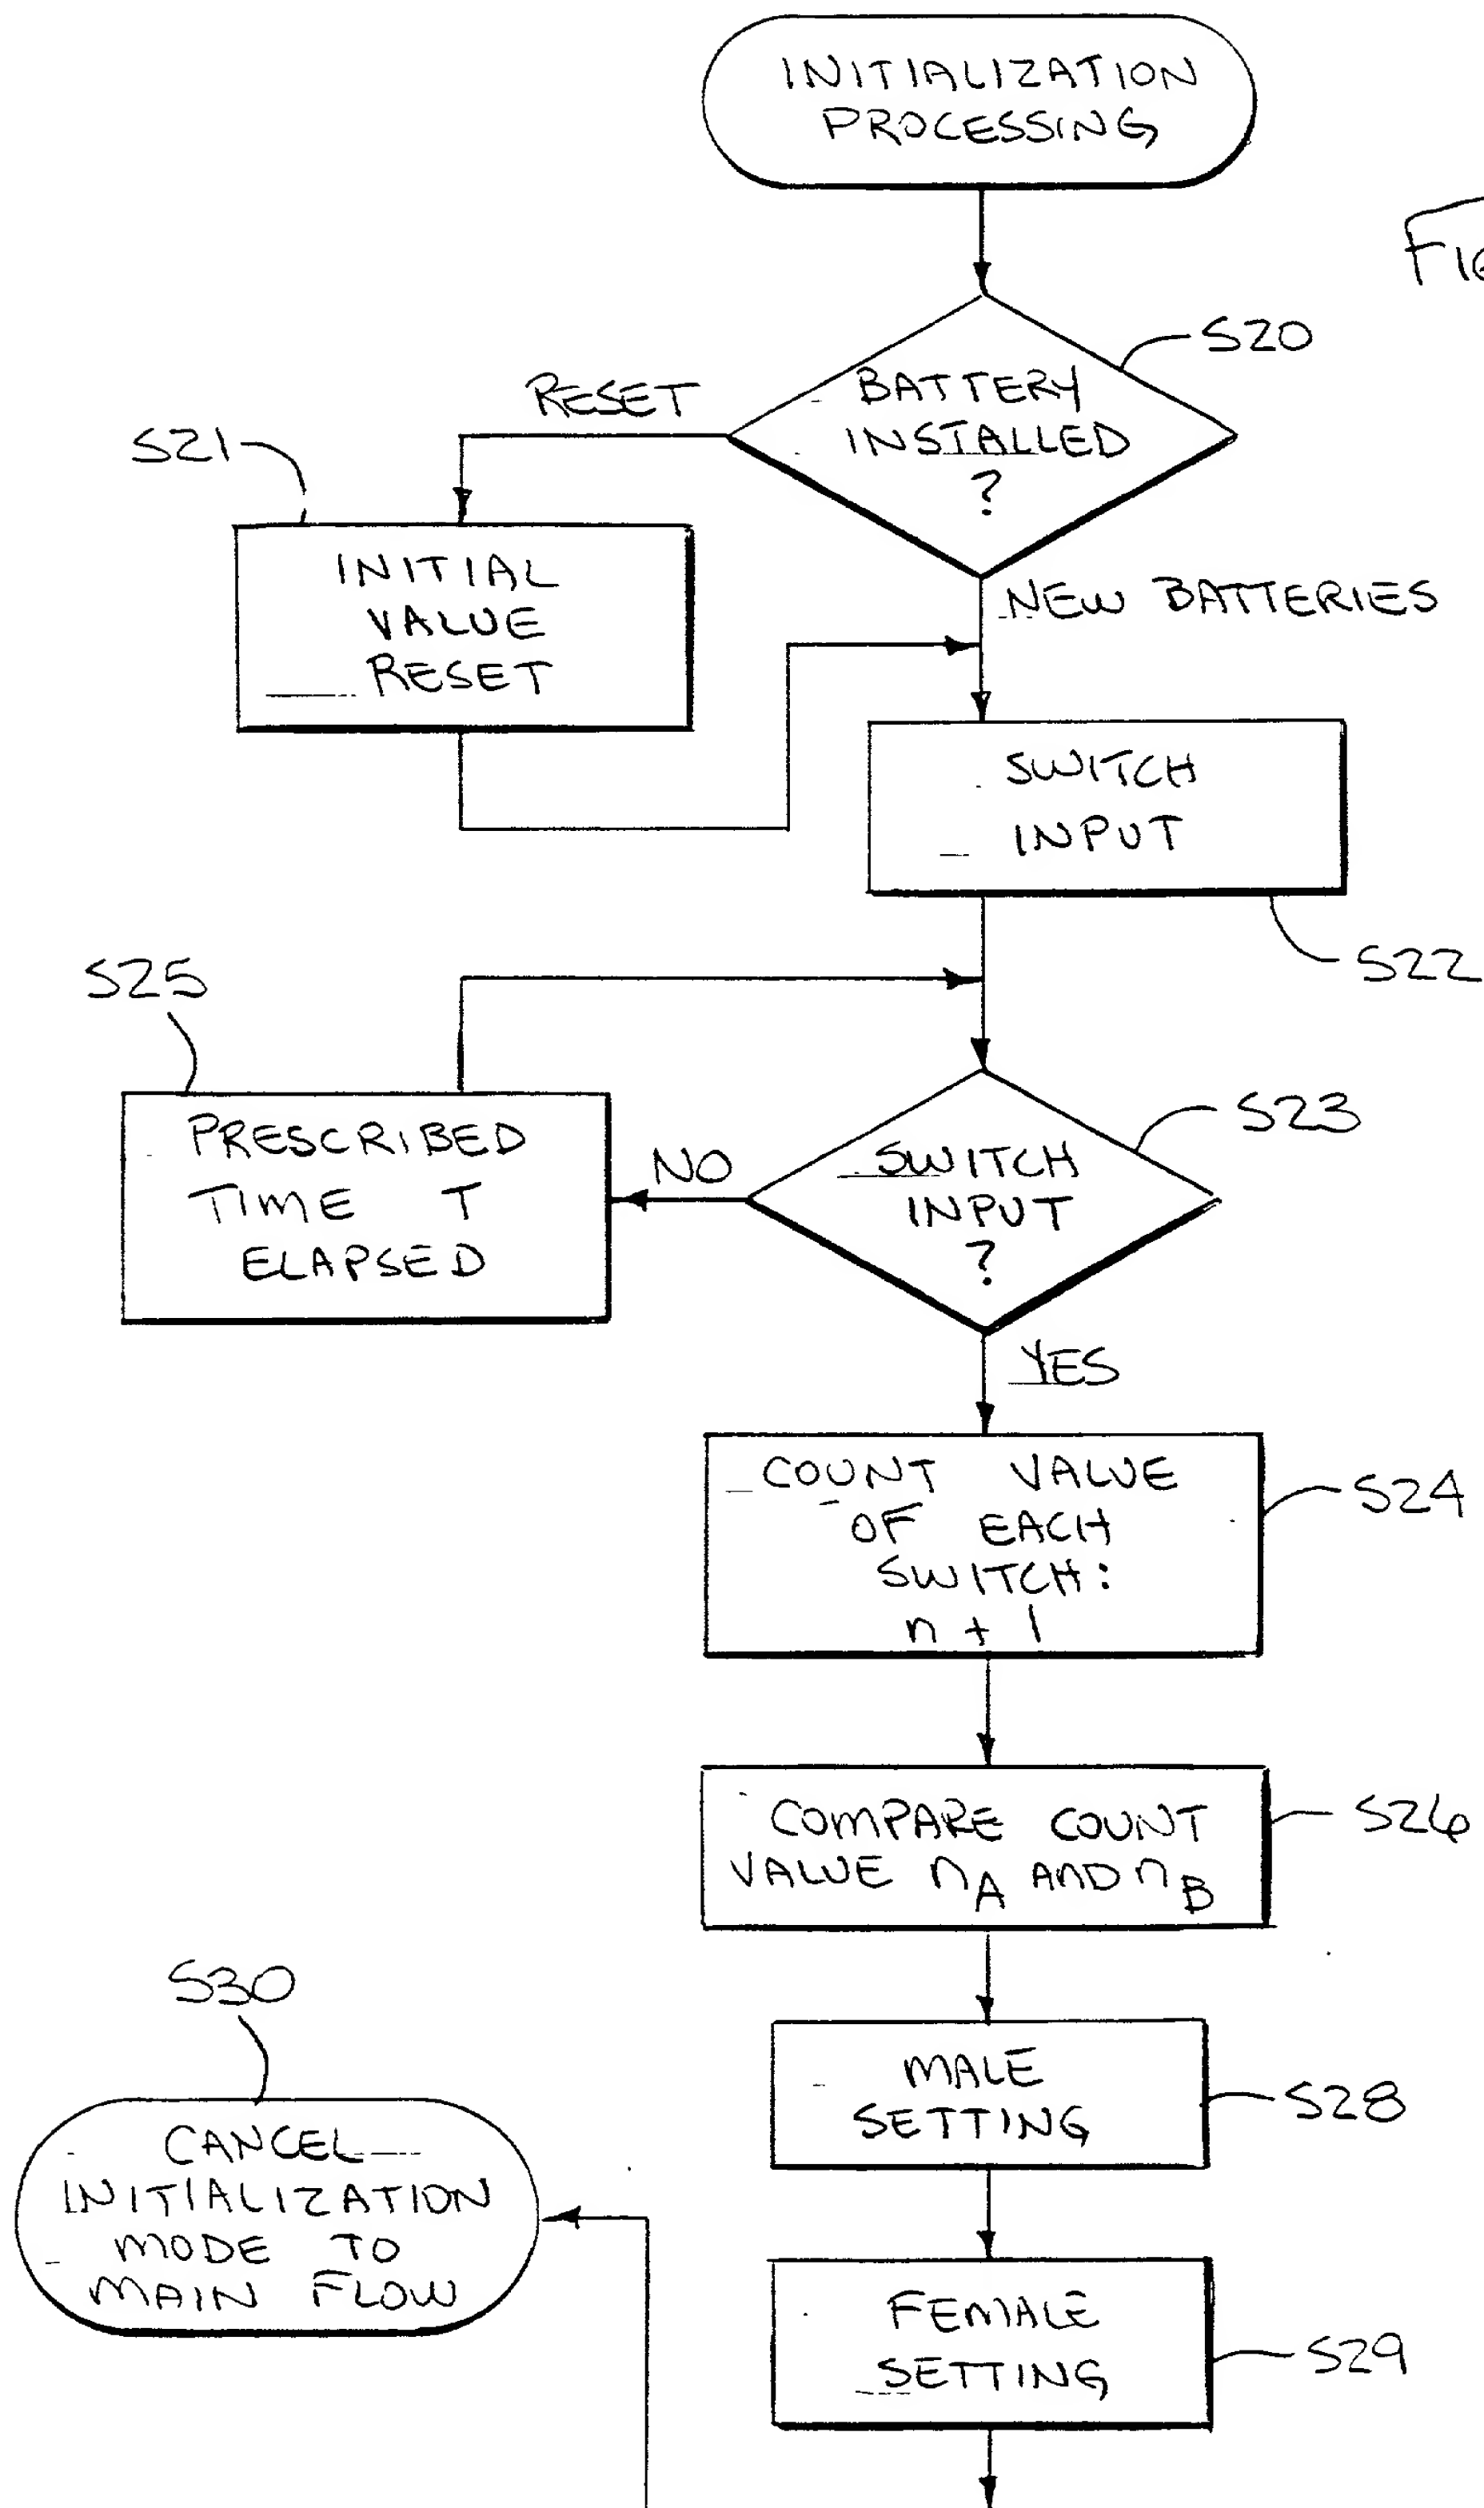 INITIALIZATION
PROCESSING
S20
RESET
BATTERY
INSTALLED
?
S21
INITIAL
VALUE
RESET
NEW BATTERIES
SWITCH
INPUT
S22
S25
PRESCRIBED
TIME T
ELAPSED
NO
SWITCH
INPUT
?
S23
YES
COUNT VALUE
OF EACH
SWITCH:
n + 1
S24
COMPARE COUNT
VALUE nA AND nB
S26
S30
MALE
SETTING
S28
CANCEL
INITIALIZATION
MODE TO
MAIN FLOW
FEMALE
SETTING
S29